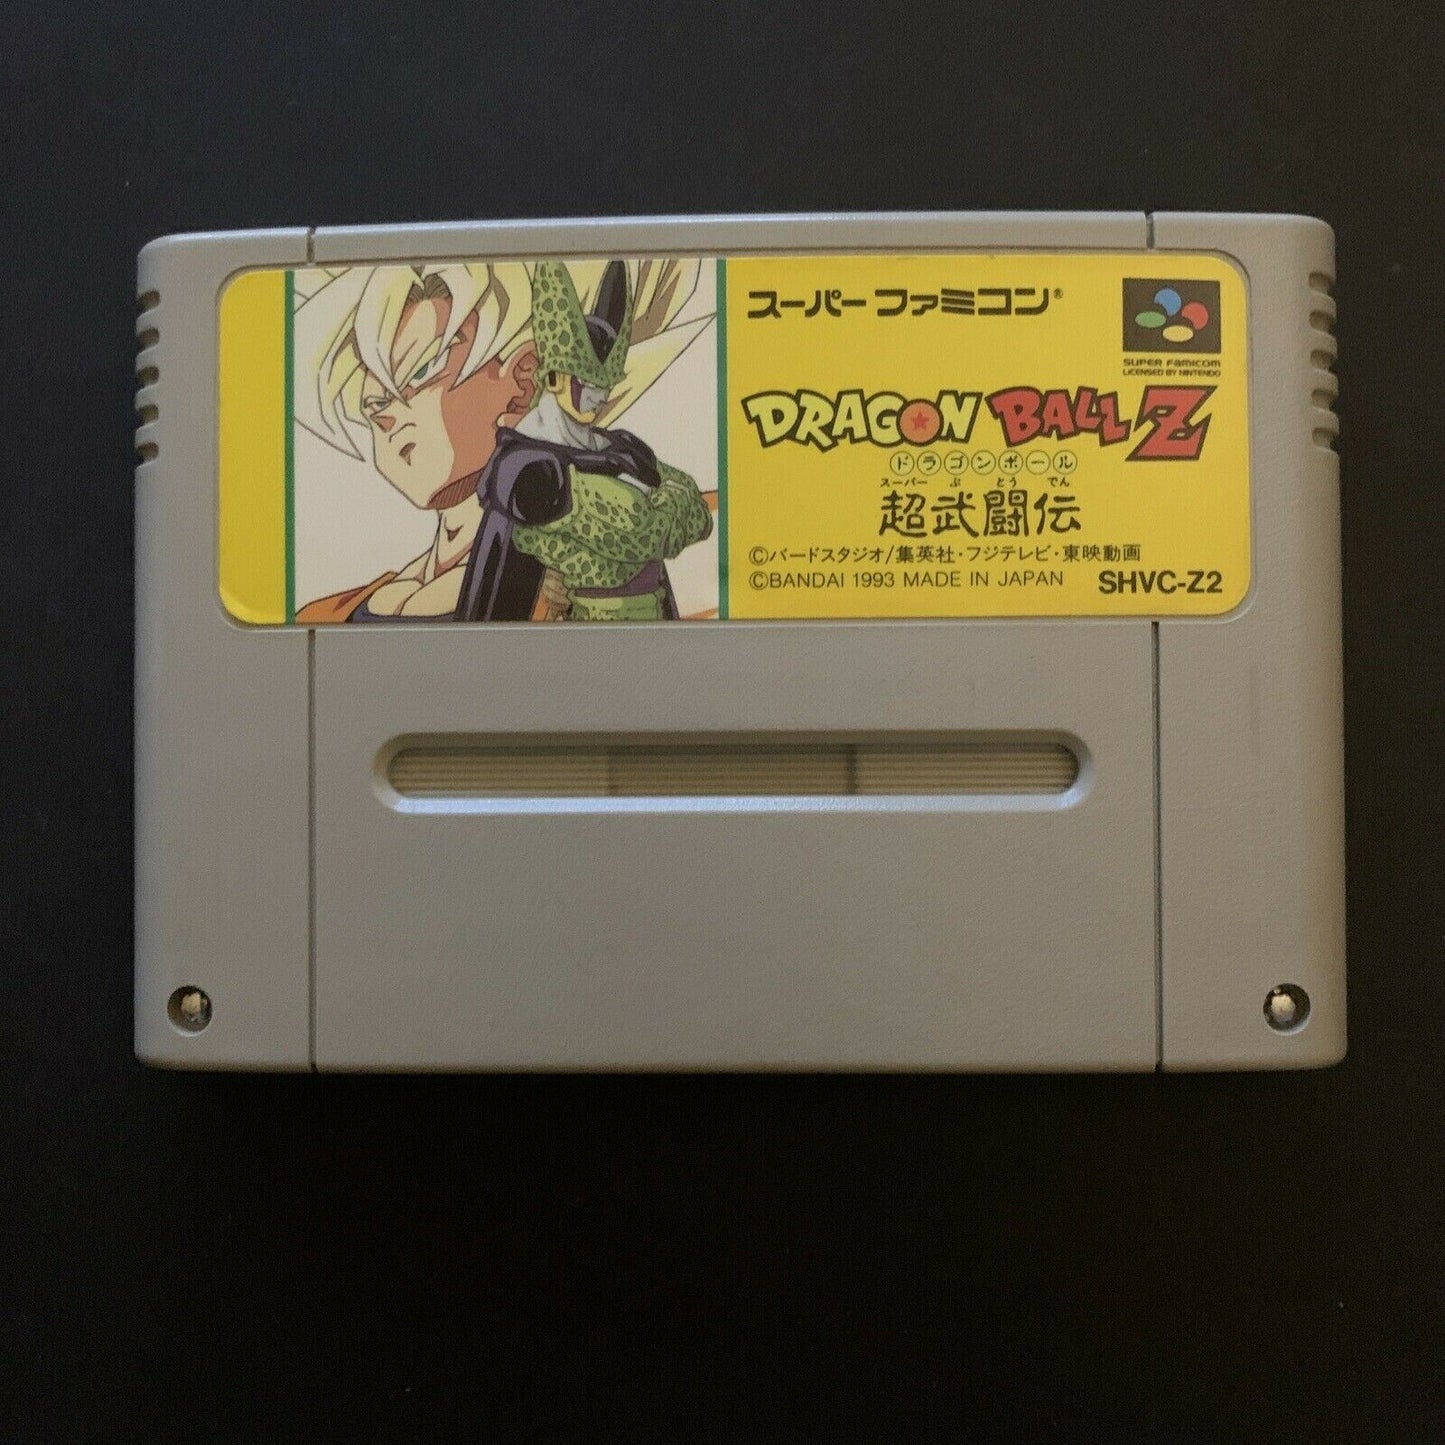 スーパーファミコン®
SUPER FAMICOM
LICENSED BY NINTENDO
DRAGON BALL Z
ドラゴンボール
スーパー ぶ とう でん
超武闘伝
©バードスタジオ/集英社・フジテレビ・東映動画
©BANDAI 1993 MADE IN JAPAN SHVC-Z2